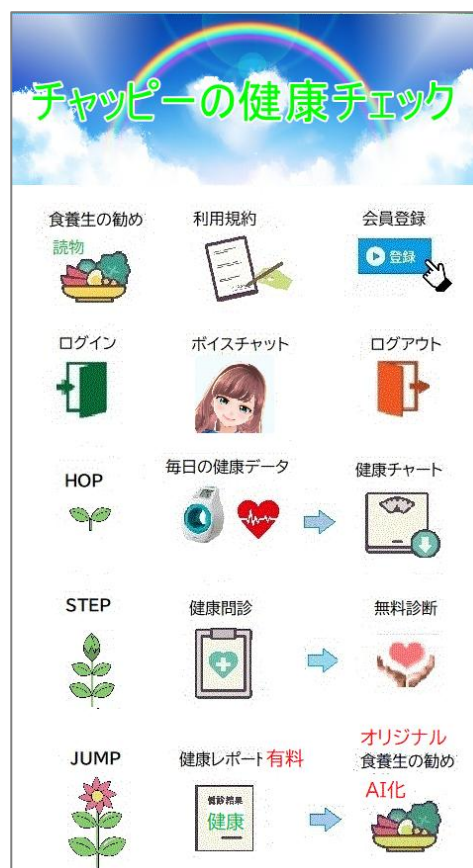 チャッピーの健康チェック
食養生の勧め
読物
利用規約
会員登録
登録
ログイン
ボイスチャット
ログアウト
HOP
毎日の健康データ
健康チャート
STEP
健康問診
無料診断
JUMP
健康レポート有料
健診結果
健康
オリジナル
食養生の勧め
AI化